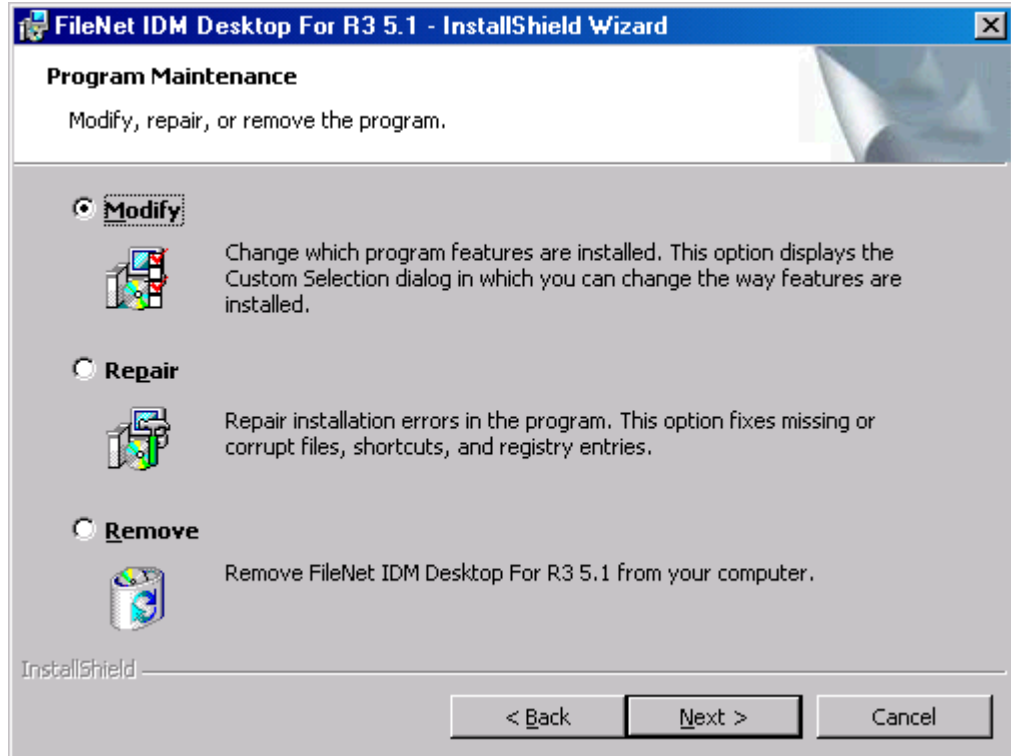 FileNet IDM Desktop For R3 5.1 - InstallShield Wizard
Program Maintenance
Modify, repair, or remove the program.
Modify
Change which program features are installed. This option displays the
Custom Selection dialog in which you can change the way features are
installed.
Repair
Repair installation errors in the program. This option fixes missing or
corrupt files, shortcuts, and registry entries.
Remove
Remove FileNet IDM Desktop For R3 5.1 from your computer.
InstallShield
< Back
Next >
Cancel